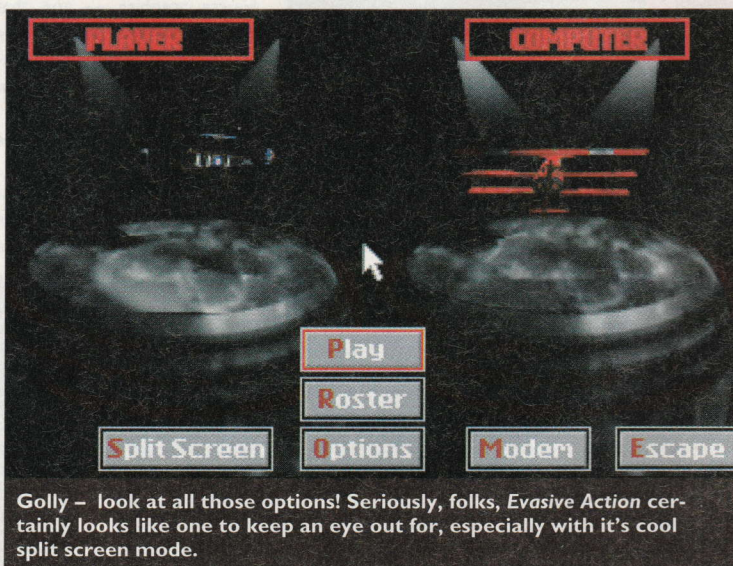 PLAYER
COMPUTER
Play
Roster
Split Screen
Options
Modem
Escape
Golly – look at all those options! Seriously, folks, Evasive Action cer-
tainly looks like one to keep an eye out for, especially with it's cool
split screen mode.